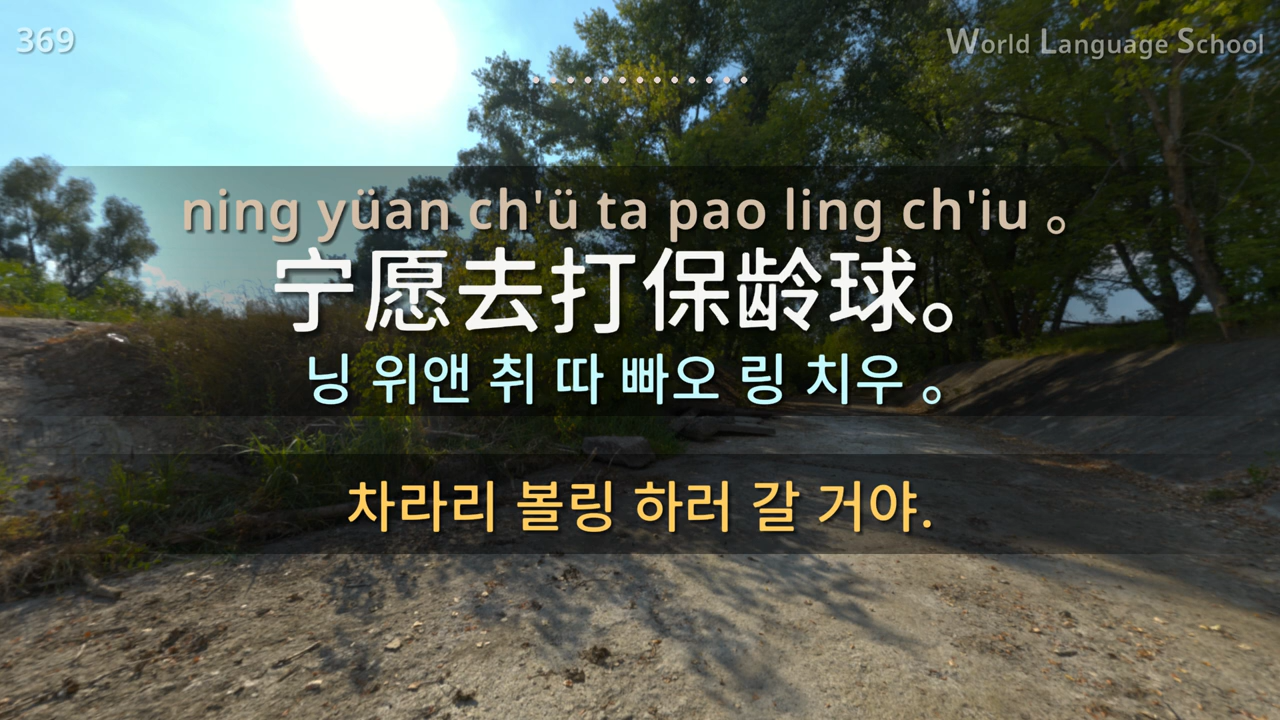 369
World Language School
.............
ning yüan ch'ü ta pao ling ch'iu 。
宁愿去打保龄球。
닝 위앤 취 따 빠오 링 치우 。
차라리 볼링 하러 갈 거야.